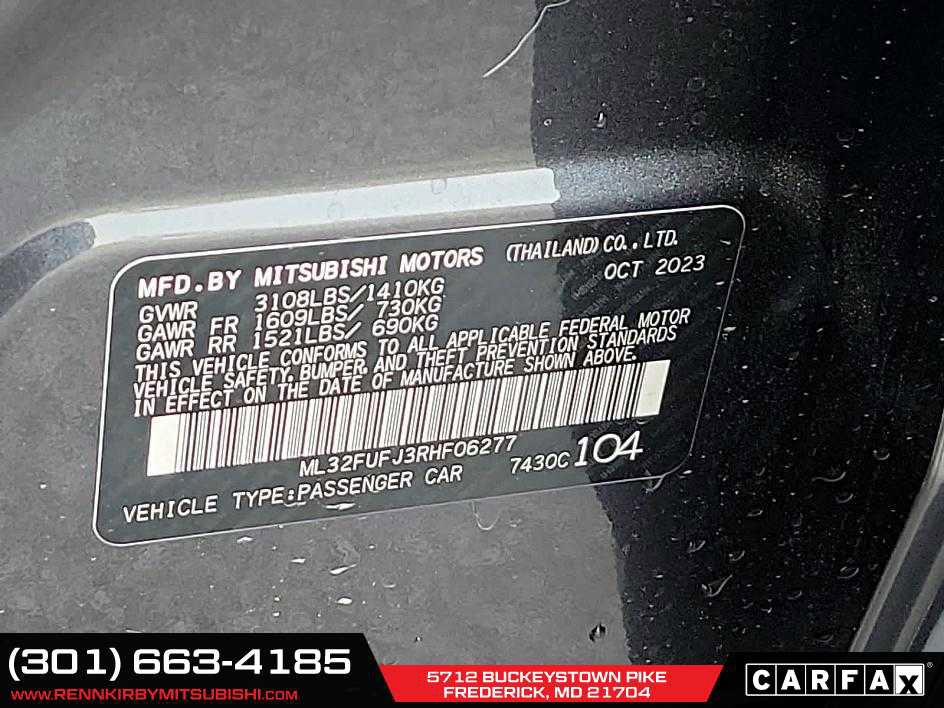 MFD.BY MITSUBISHI MOTORS (THAILAND) CO., LTD.
OCT 2023
GVWR 3108LBS/1410KG
GAWR FR 1609LBS/ 730KG
GAWR RR 1521LBS/ 690KG
THIS VEHICLE CONFORMS TO ALL APPLICABLE FEDERAL MOTOR
VEHICLE SAFETY, BUMPER, AND THEFT PREVENTION STANDARDS
IN EFFECT ON THE DATE OF MANUFACTURE SHOWN ABOVE.
ML32FUFJ3RHF06277
7430C 104
VEHICLE TYPE:PASSENGER CAR
(301) 663-4185
WWW.RENNKIRBYMITSUBISHI.COM
5712 BUCKEYSTOWN PIKE
FREDERICK, MD 21704
CARFAX®